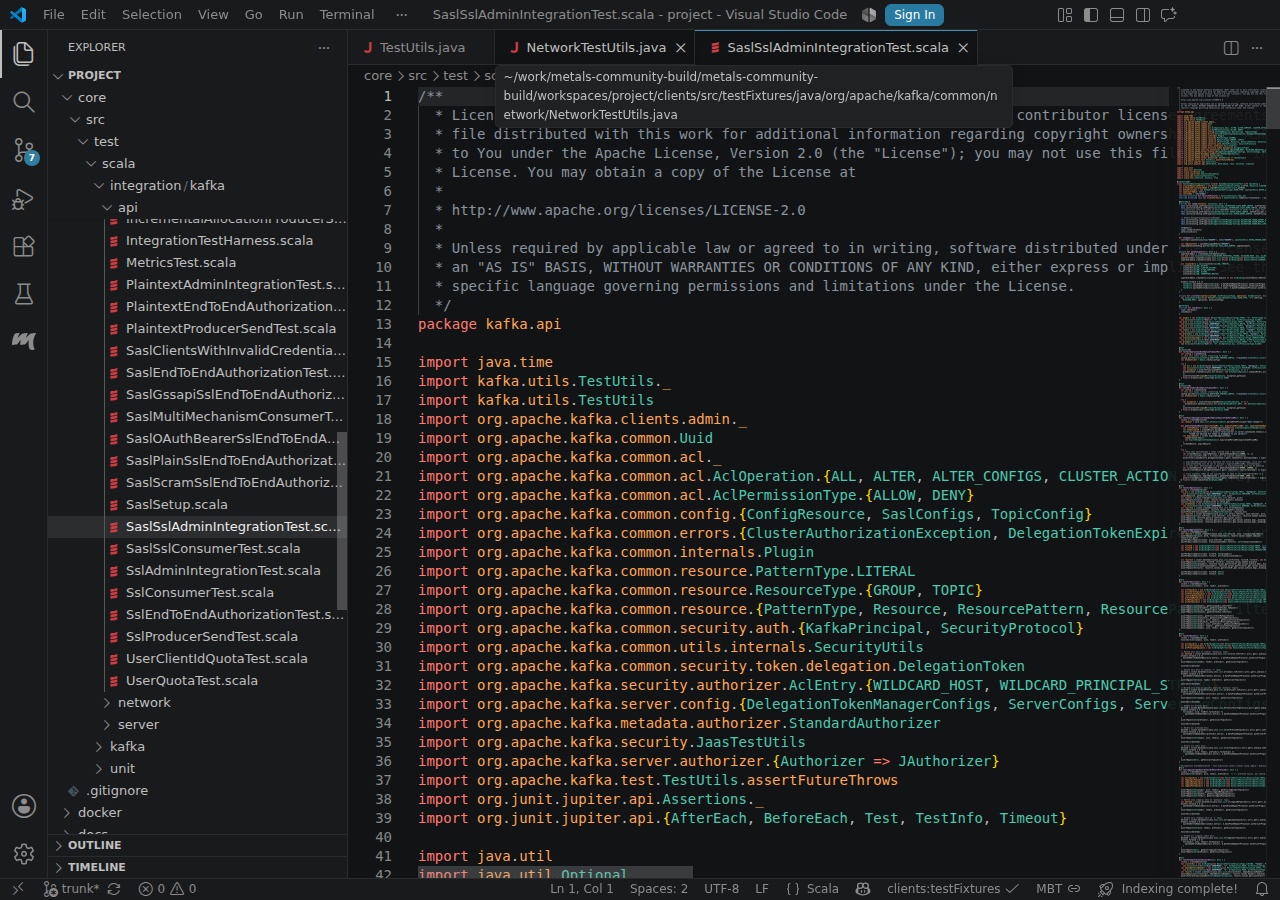 File Edit Selection View Go Run Terminal ··· SaslSslAdminIntegrationTest.scala - project - Visual Studio Code Sign In
EXPLORER ···
PROJECT
core
src
test
scala
integration / kafka
api
IncrementalAllocationProducerS...
IntegrationTestHarness.scala
MetricsTest.scala
PlaintextAdminIntegrationTest.s...
PlaintextEndToEndAuthorization...
PlaintextProducerSendTest.scala
SaslClientsWithInvalidCredentia...
SaslEndToEndAuthorizationTest....
SaslGssapiSslEndToEndAuthoriz...
SaslMultiMechanismConsumerT...
SaslOAuthBearerSslEndToEndA...
SaslPlainSslEndToEndAuthorizat...
SaslScramSslEndToEndAuthoriz...
SaslSetup.scala
SaslSslAdminIntegrationTest.sc...
SaslSslConsumerTest.scala
SslAdminIntegrationTest.scala
SslConsumerTest.scala
SslEndToEndAuthorizationTest.s...
SslProducerSendTest.scala
UserClientIdQuotaTest.scala
UserQuotaTest.scala
network
server
kafka
unit
.gitignore
docker
docs
OUTLINE
TIMELINE
7
TestUtils.java NetworkTestUtils.java SaslSslAdminIntegrationTest.scala ···
core > src > test >
~/work/metals-community-build/metals-community-
build/workspaces/project/clients/src/testFixtures/java/org/apache/kafka/common/n
etwork/NetworkTestUtils.java
1 /**
2 * Licen contributor license
3 * file distributed with this work for additional information regarding copyright owners
4 * to You under the Apache License, Version 2.0 (the "License"); you may not use this fil
5 * License. You may obtain a copy of the License at
6 *
7 * http://www.apache.org/licenses/LICENSE-2.0
8 *
9 * Unless required by applicable law or agreed to in writing, software distributed under
10 * an "AS IS" BASIS, WITHOUT WARRANTIES OR CONDITIONS OF ANY KIND, either express or imp
11 * specific language governing permissions and limitations under the License.
12 */
13 package kafka.api
14
15 import java.time
16 import kafka.utils.TestUtils._
17 import kafka.utils.TestUtils
18 import org.apache.kafka.clients.admin._
19 import org.apache.kafka.common.Uuid
20 import org.apache.kafka.common.acl._
21 import org.apache.kafka.common.acl.AclOperation.{ALL, ALTER, ALTER_CONFIGS, CLUSTER_ACTIO
22 import org.apache.kafka.common.acl.AclPermissionType.{ALLOW, DENY}
23 import org.apache.kafka.common.config.{ConfigResource, SaslConfigs, TopicConfig}
24 import org.apache.kafka.common.errors.{ClusterAuthorizationException, DelegationTokenExpi
25 import org.apache.kafka.common.internals.Plugin
26 import org.apache.kafka.common.resource.PatternType.LITERAL
27 import org.apache.kafka.common.resource.ResourceType.{GROUP, TOPIC}
28 import org.apache.kafka.common.resource.{PatternType, Resource, ResourcePattern, Resource
29 import org.apache.kafka.common.security.auth.{KafkaPrincipal, SecurityProtocol}
30 import org.apache.kafka.common.utils.internals.SecurityUtils
31 import org.apache.kafka.common.security.token.delegation.DelegationToken
32 import org.apache.kafka.security.authorizer.AclEntry.{WILDCARD_HOST, WILDCARD_PRINCIPAL_ST
33 import org.apache.kafka.server.config.{DelegationTokenManagerConfigs, ServerConfigs, Serv
34 import org.apache.kafka.metadata.authorizer.StandardAuthorizer
35 import org.apache.kafka.security.JaasTestUtils
36 import org.apache.kafka.server.authorizer.{Authorizer => JAuthorizer}
37 import org.apache.kafka.test.TestUtils.assertFutureThrows
38 import org.junit.jupiter.api.Assertions._
39 import org.junit.jupiter.api.{AfterEach, BeforeEach, Test, TestInfo, Timeout}
40
41 import java.util
42 import java.util.Optional
trunk* 0 0 Ln 1, Col 1 Spaces: 2 UTF-8 LF { } Scala clients:testFixtures MBT Indexing complete!